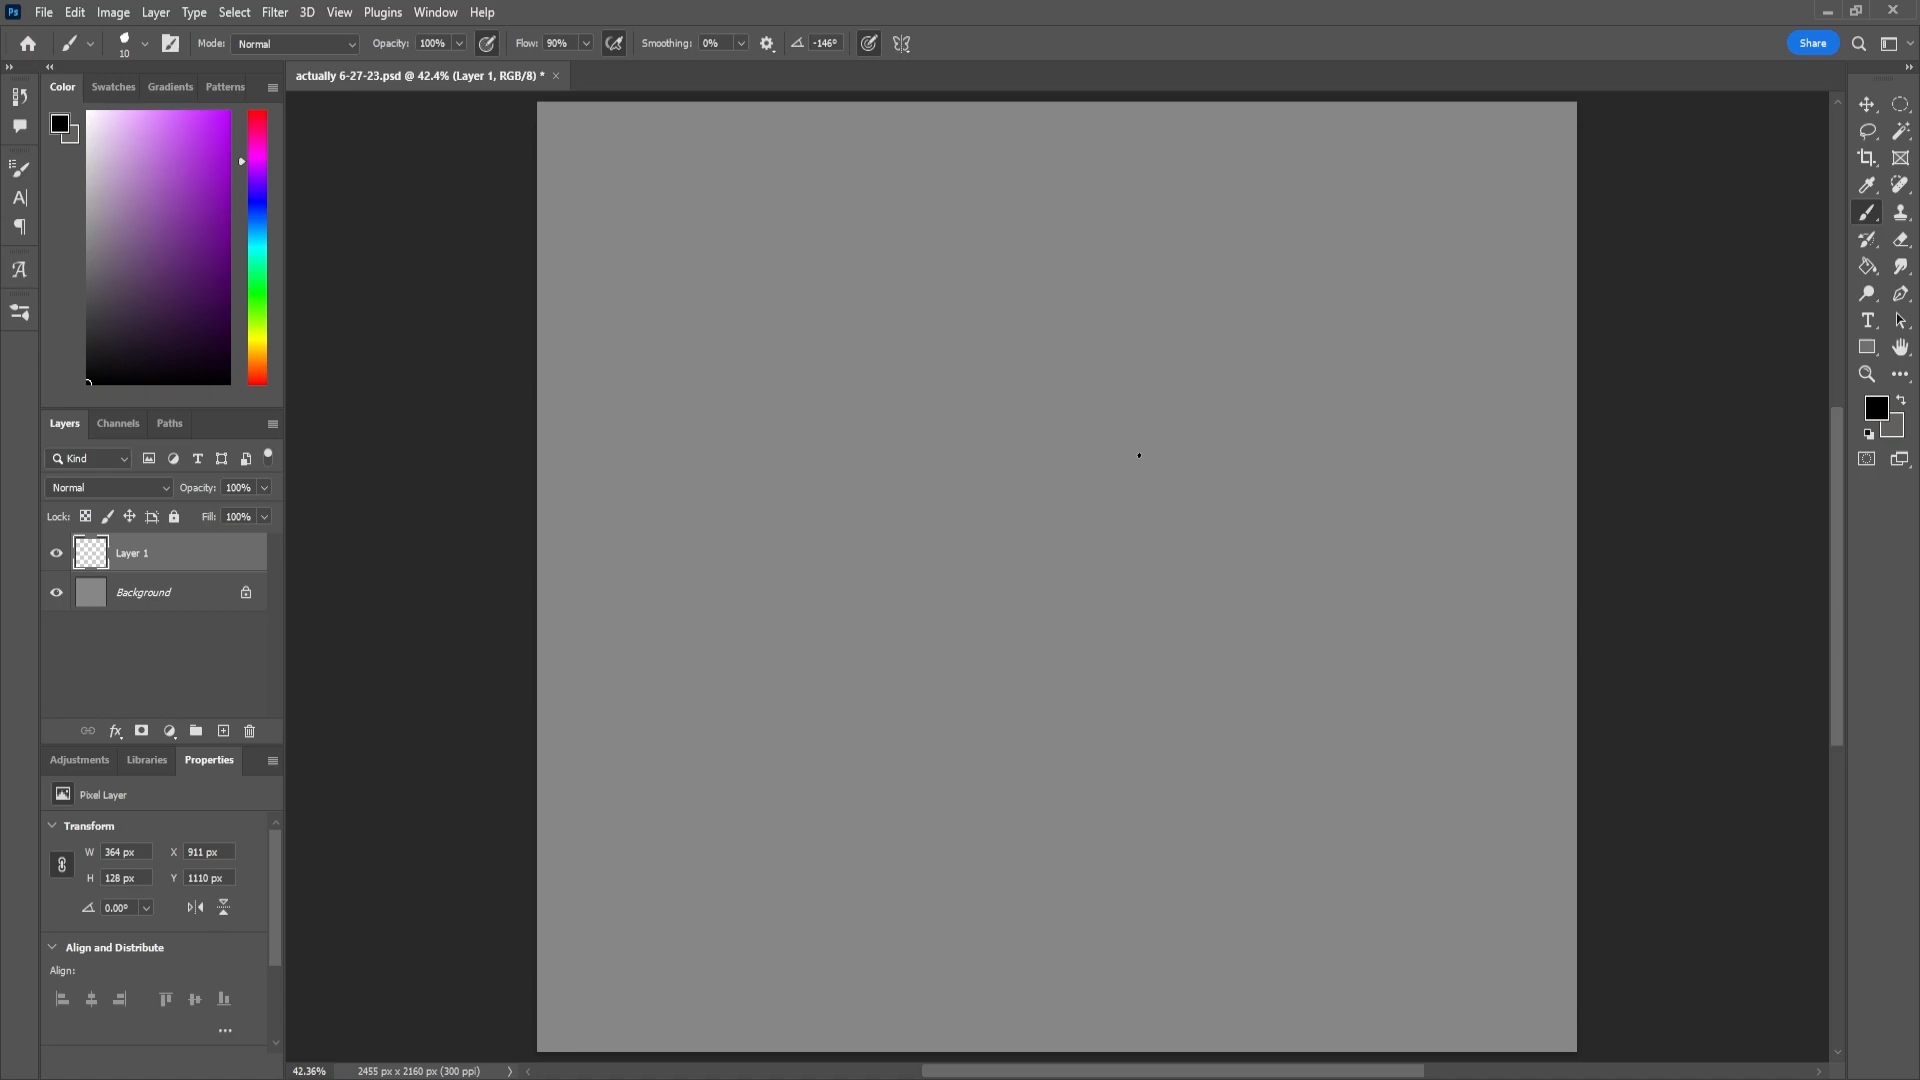 Ps File Edit Image Layer Type Select Filter 3D View Plugins Window Help
10 Mode: Normal Opacity: 100% Flow: 90% Smoothing: 0% -146° Share
actually 6-27-23.psd @ 42.4% (Layer 1, RGB/8) *
Color Swatches Gradients Patterns
Layers Channels Paths
Kind
Normal Opacity: 100%
Lock: Fill: 100%
Layer 1
Background
fx
Adjustments Libraries Properties
Pixel Layer
Transform
W 364 px X 911 px
H 128 px Y 1110 px
0.00°
Align and Distribute
Align:
42.36% 2455 px x 2160 px (300 ppi)